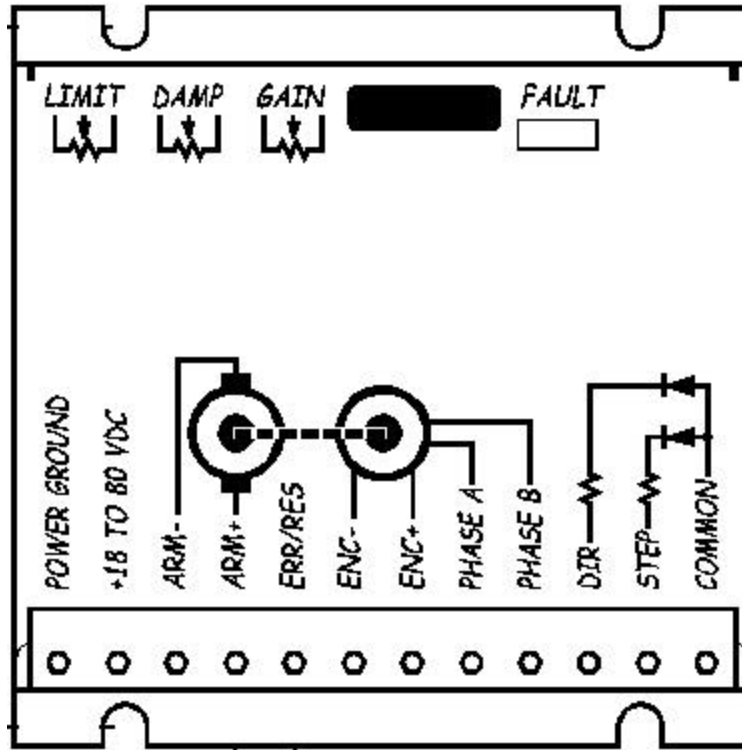 LIMIT DAMP GAIN FAULT
POWER GROUND
+18 TO 80 VDC
ARM-
ARM+
ERR/RES
ENC-
ENC+
PHASE A
PHASE B
DIR
STEP
COMMON